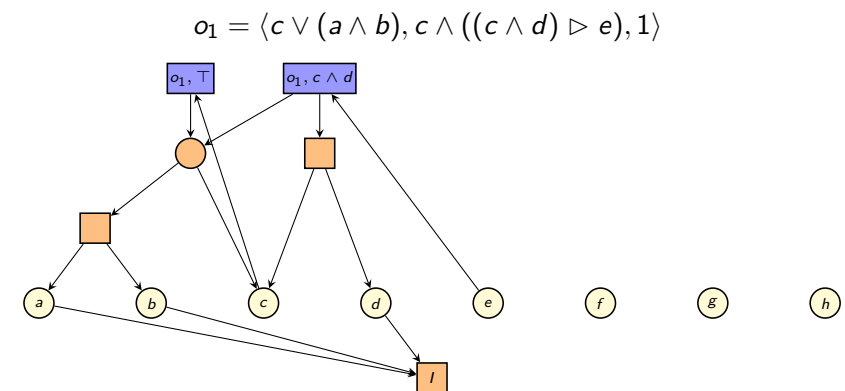 o₁ = ⟨c ∨ (a ∧ b), c ∧ ((c ∧ d) ▷ e), 1⟩
o₁, ⊤ o₁, c ∧ d
a b c d e f g h
I